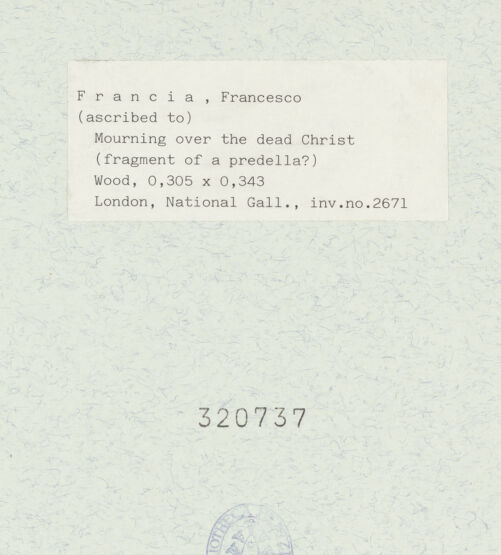 F r a n c i a , Francesco
(ascribed to)
Mourning over the dead Christ
(fragment of a predella?)
Wood, 0,305 x 0,343
London, National Gall., inv.no.2671
320737